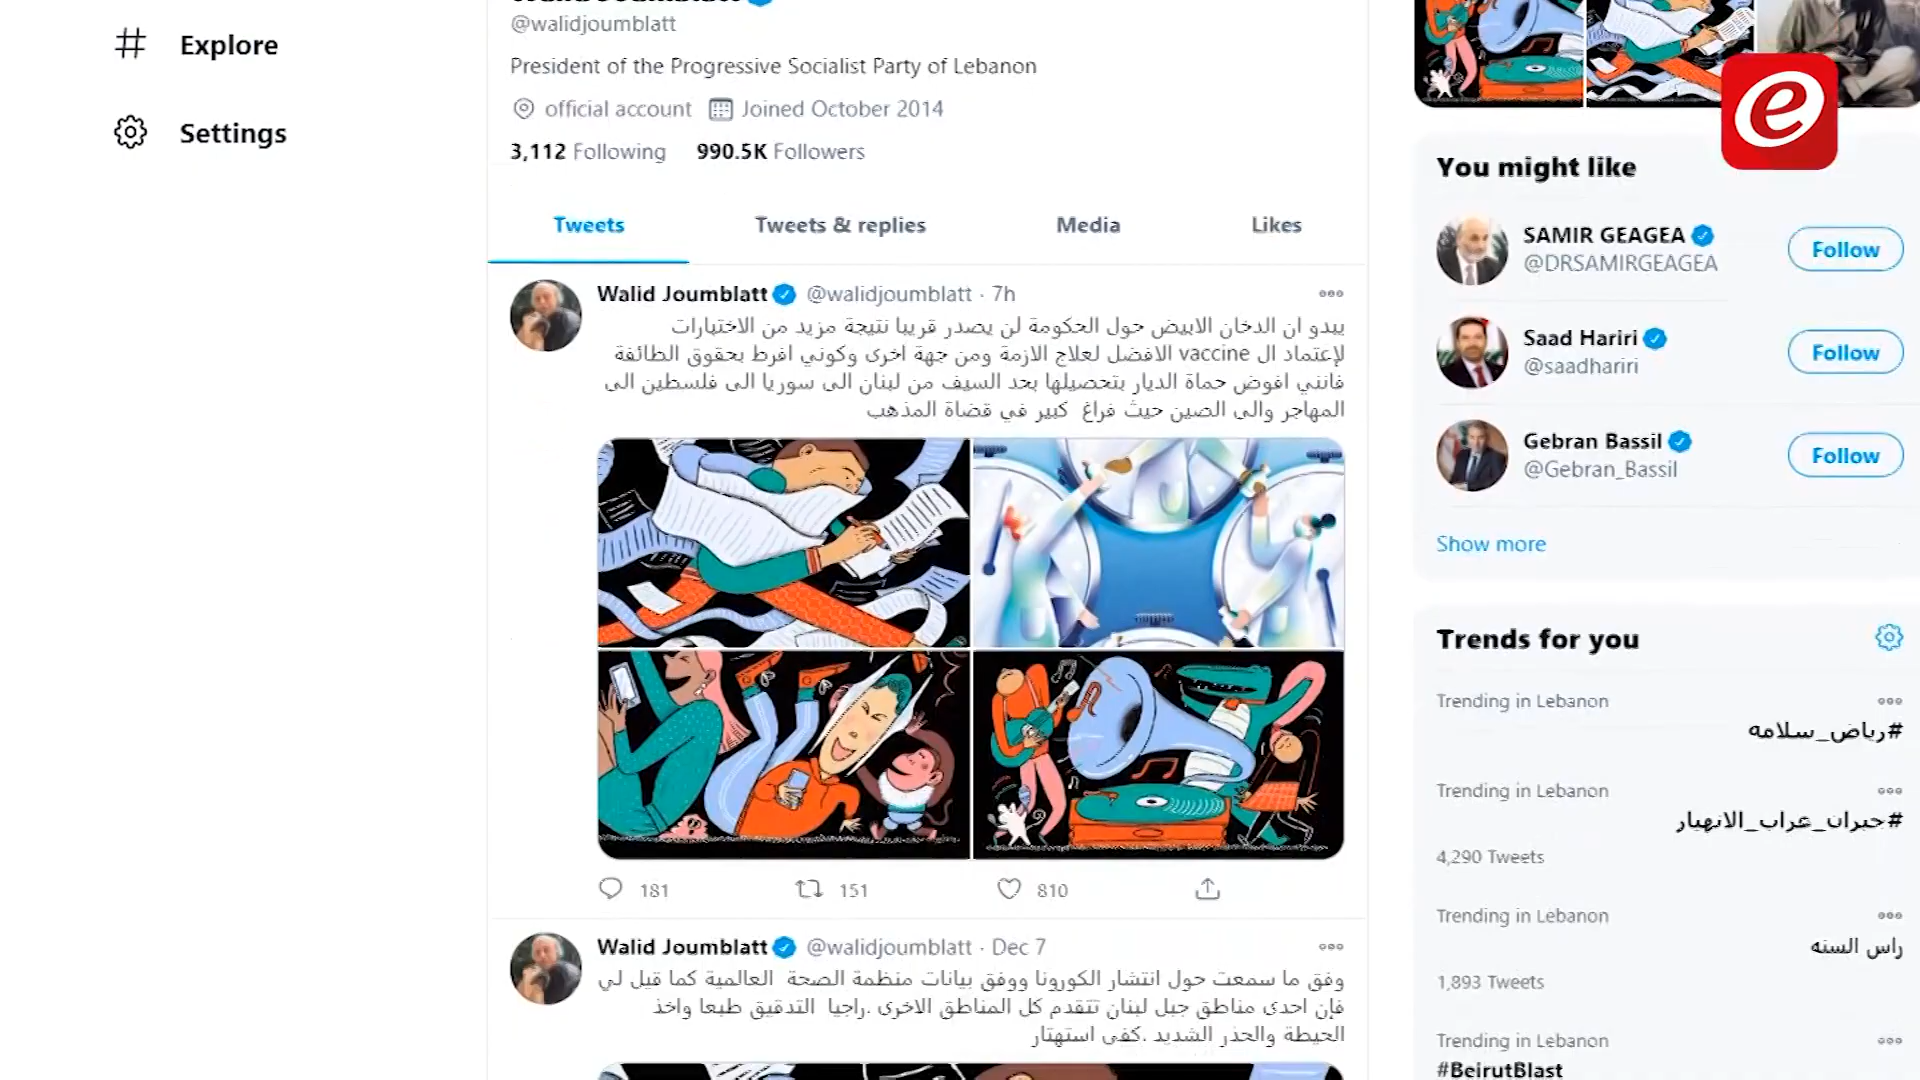 Explore
Settings
@walidjoumblatt
President of the Progressive Socialist Party of Lebanon
official account Joined October 2014
3,112 Following 990.5K Followers
Tweets Tweets & replies Media Likes
Walid Joumblatt @walidjoumblatt · 7h
يبدو ان الدخان الابيض حول الحكومة لن يصدر قريبا نتيجة مزيد من الاختيارات
لإعتماد ال vaccine الافضل لعلاج الازمة ومن جهة اخرى وكوني افرط بحقوق الطائفة
فانني افوض حماة الديار بتحصيلها بحد السيف من لبنان الى سوريا الى فلسطين الى
المهاجر والى الصين حيث فراغ كبير في قضاة المذهب
181 151 810
Walid Joumblatt @walidjoumblatt · Dec 7
وفق ما سمعت حول انتشار الكورونا ووفق بيانات منظمة الصحة العالمية كما قيل لي
فإن احدى مناطق جبل لبنان تتقدم كل المناطق الاخرى .راجيا التدقيق طبعا واخذ
الحيطة والحذر الشديد .كفى استهتار
e
You might like
SAMIR GEAGEA
@DRSAMIRGEAGEA
Follow
Saad Hariri
@saadhariri
Follow
Gebran Bassil
@Gebran_Bassil
Follow
Show more
Trends for you
Trending in Lebanon
#رياض_سلامه
Trending in Lebanon
#جبران_عراب_الانهيار
4,290 Tweets
Trending in Lebanon
راس السنه
1,893 Tweets
Trending in Lebanon
#BeirutBlast